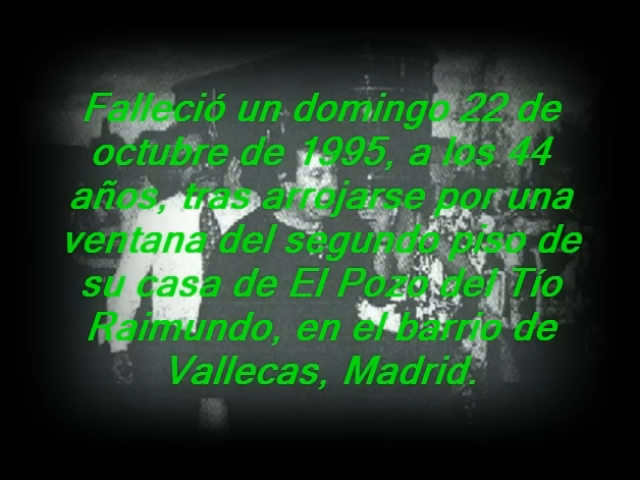 Falleció un domingo 22 de
octubre de 1995, a los 44
años, tras arrojarse por una
ventana del segundo piso de
su casa de El Pozo del Tío
Raimundo, en el barrio de
Vallecas, Madrid.